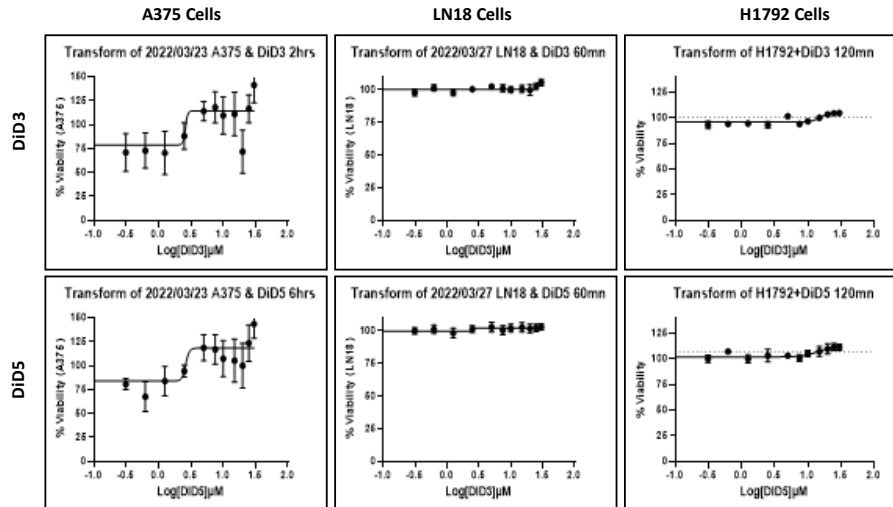 A375 Cells
LN18 Cells
H1792 Cells
DiD3
Transform of 2022/03/23 A375 & DiD3 2hrs
% Viability (A375)
150
125
100
75
50
25
0
-1.0 -0.5 0.0 0.5 1.0 1.5 2.0
Log[DID3]µM
Transform of 2022/03/27 LN18 & DiD3 60mn
% Viability (LN18)
125
100
75
50
25
0
-1.0 -0.5 0.0 0.5 1.0 1.5 2.0
Log[DID3]µM
Transform of H1792+DiD3 120mn
% Viability
125
100
75
50
25
0
-1.0 -0.5 0.0 0.5 1.0 1.5 2.0
Log[DID3]µM
DiD5
Transform of 2022/03/23 A375 & DiD5 6hrs
% Viability (A375)
150
125
100
75
50
25
0
-1.0 -0.5 0.0 0.5 1.0 1.5 2.0
Log[DID5]µM
Transform of 2022/03/27 LN18 & DiD5 60mn
% Viability (LN18)
125
100
75
50
25
0
-1.0 -0.5 0.0 0.5 1.0 1.5 2.0
Log[DID3]µM
Transform of H1792+DiD5 120mn
% Viability
125
100
75
50
25
0
-1.0 -0.5 0.0 0.5 1.0 1.5 2.0
Log[DID5]µM